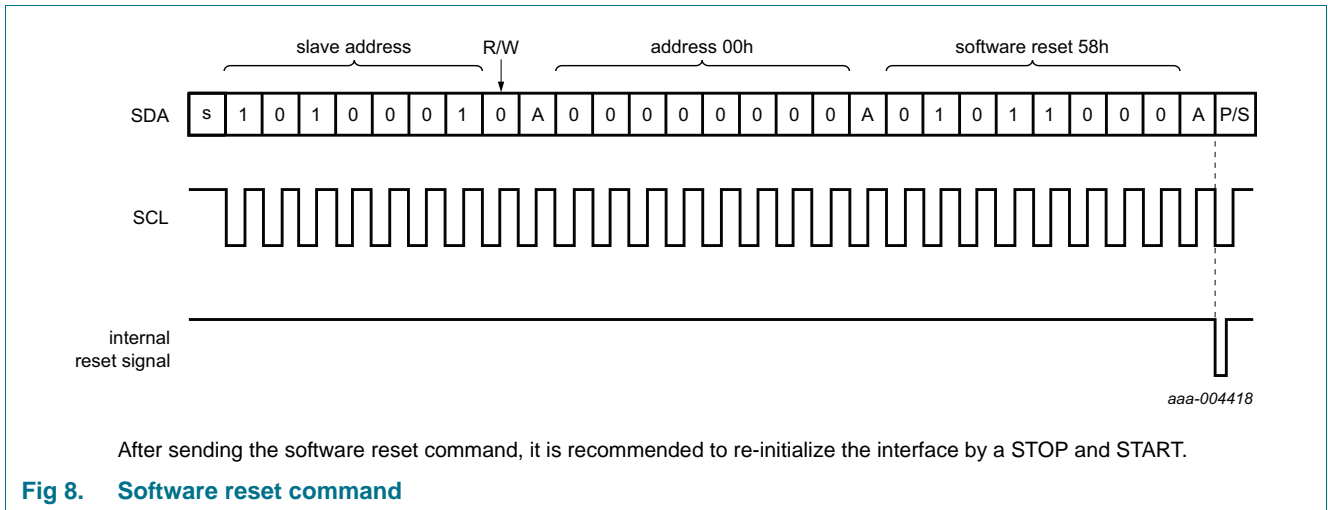 slave address R/W address 00h software reset 58h
SDA s 1 0 1 0 0 0 1 0 A 0 0 0 0 0 0 0 0 A 0 1 0 1 1 0 0 0 A P/S
SCL
internal
reset signal
aaa-004418
After sending the software reset command, it is recommended to re-initialize the interface by a STOP and START.
Fig 8. Software reset command